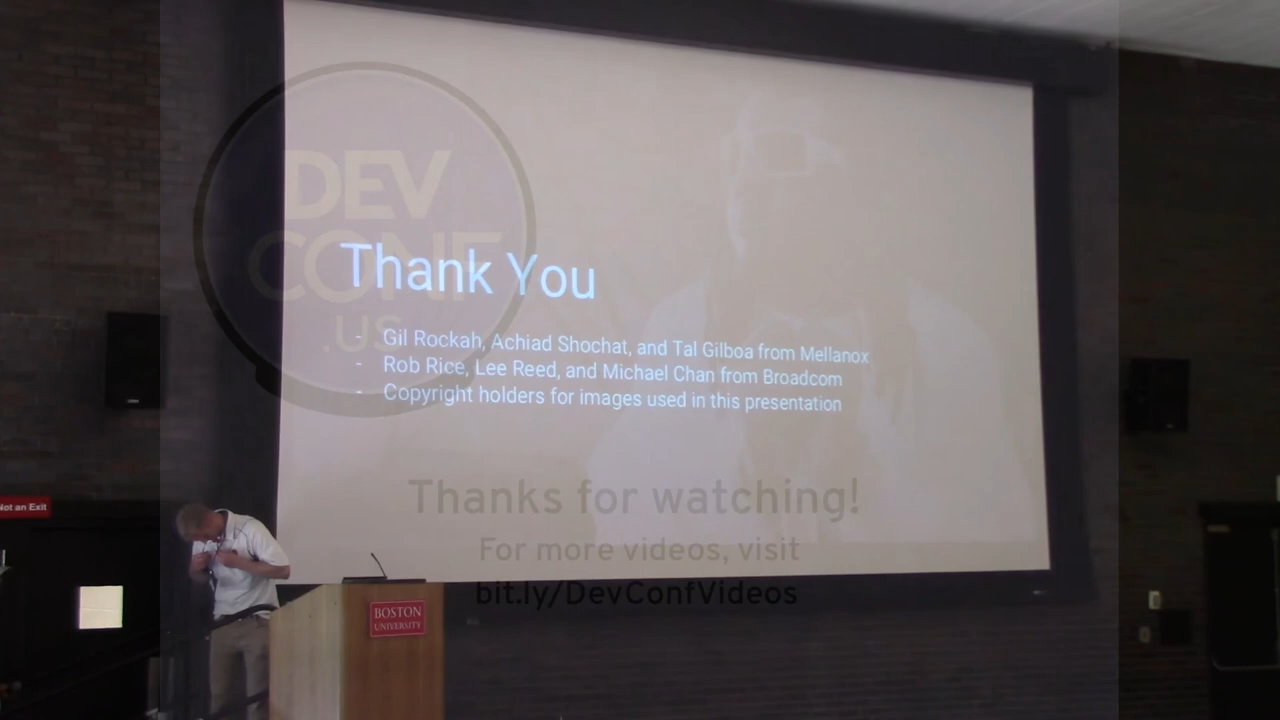 DEV
CONF
.US
Thank You
- Gil Rockah, Achiad Shochat, and Tal Gilboa from Mellanox
- Rob Rice, Lee Reed, and Michael Chan from Broadcom
- Copyright holders for images used in this presentation
Thanks for watching!
For more videos, visit
bit.ly/DevConfVideos
Not an Exit
BOSTON
UNIVERSITY